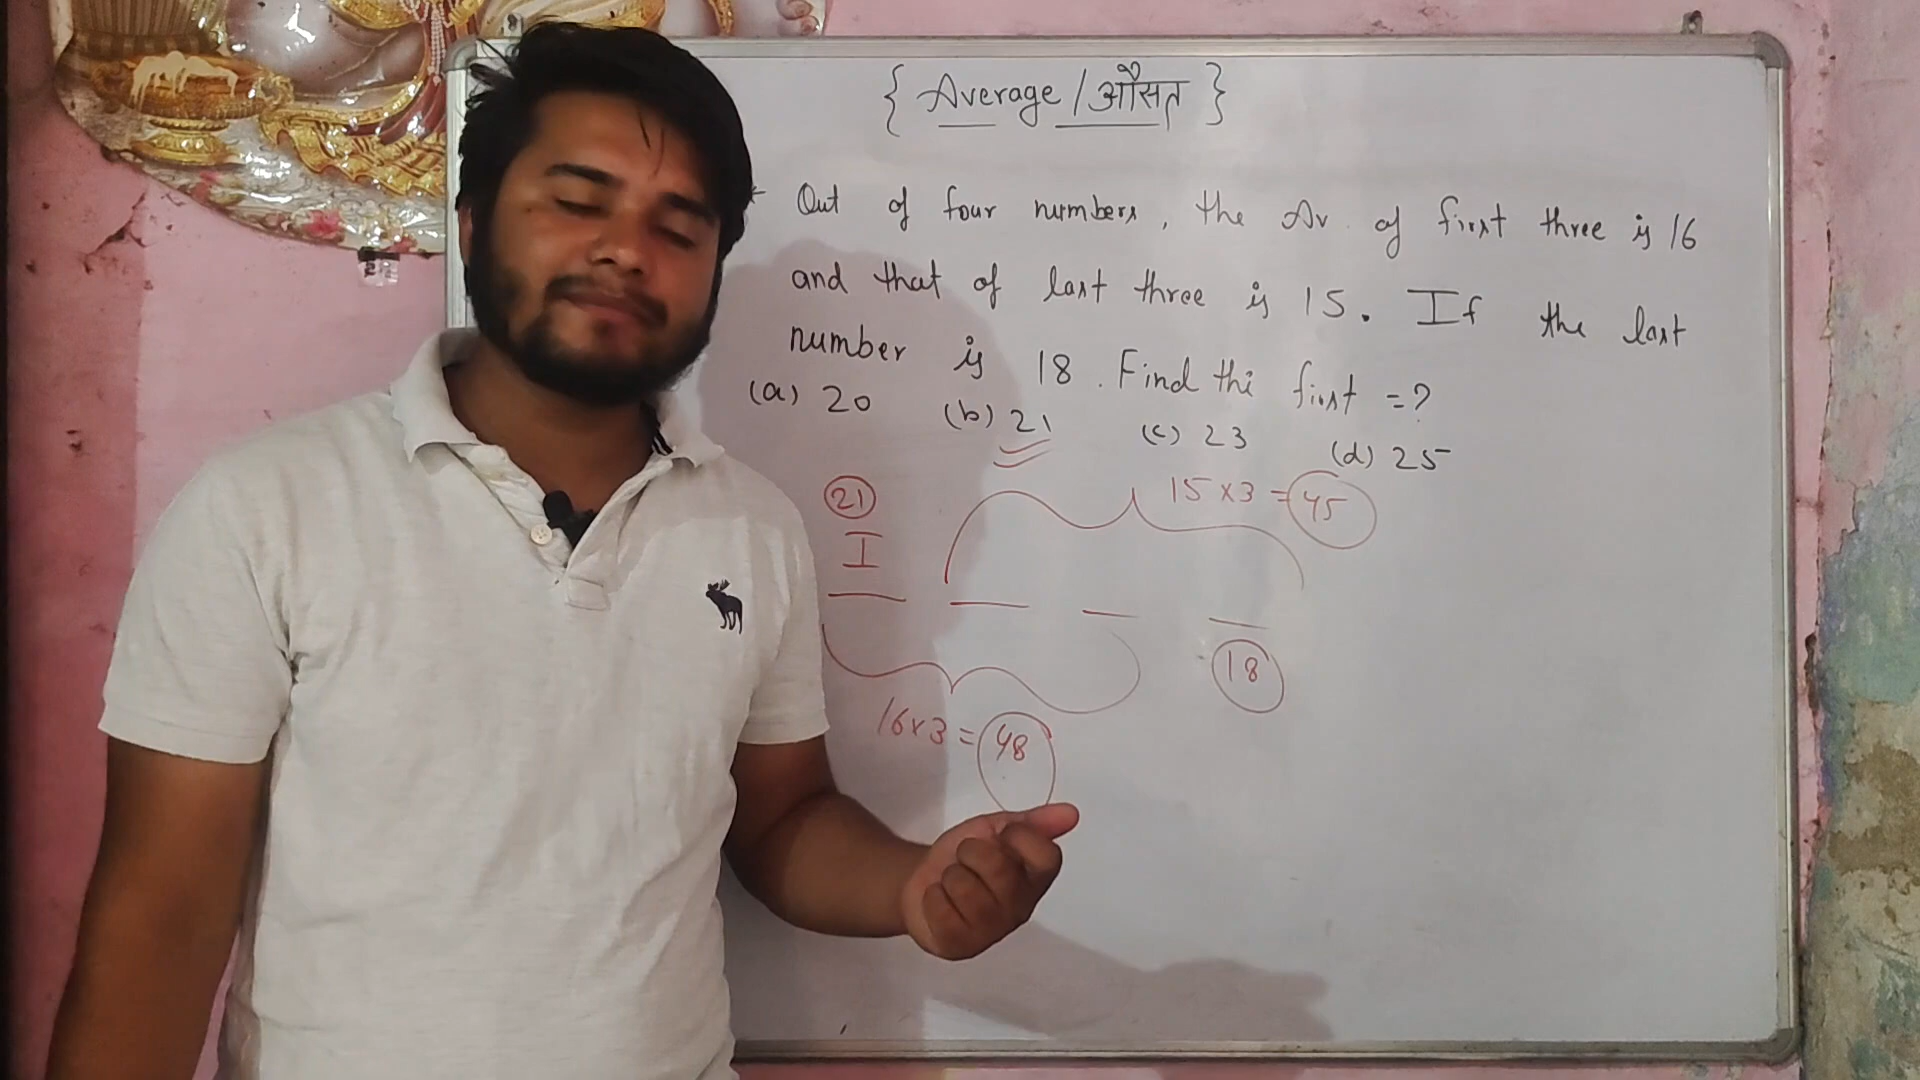 { Average / औसत }
Out of four numbers, the Av. of first three is 16
and that of last three is 15. If the last
number is 18. Find thi first = ?
(a) 20 (b) 21 (c) 23 (d) 25
21
15 x 3 = 45
I
18
16 x 3 = 48